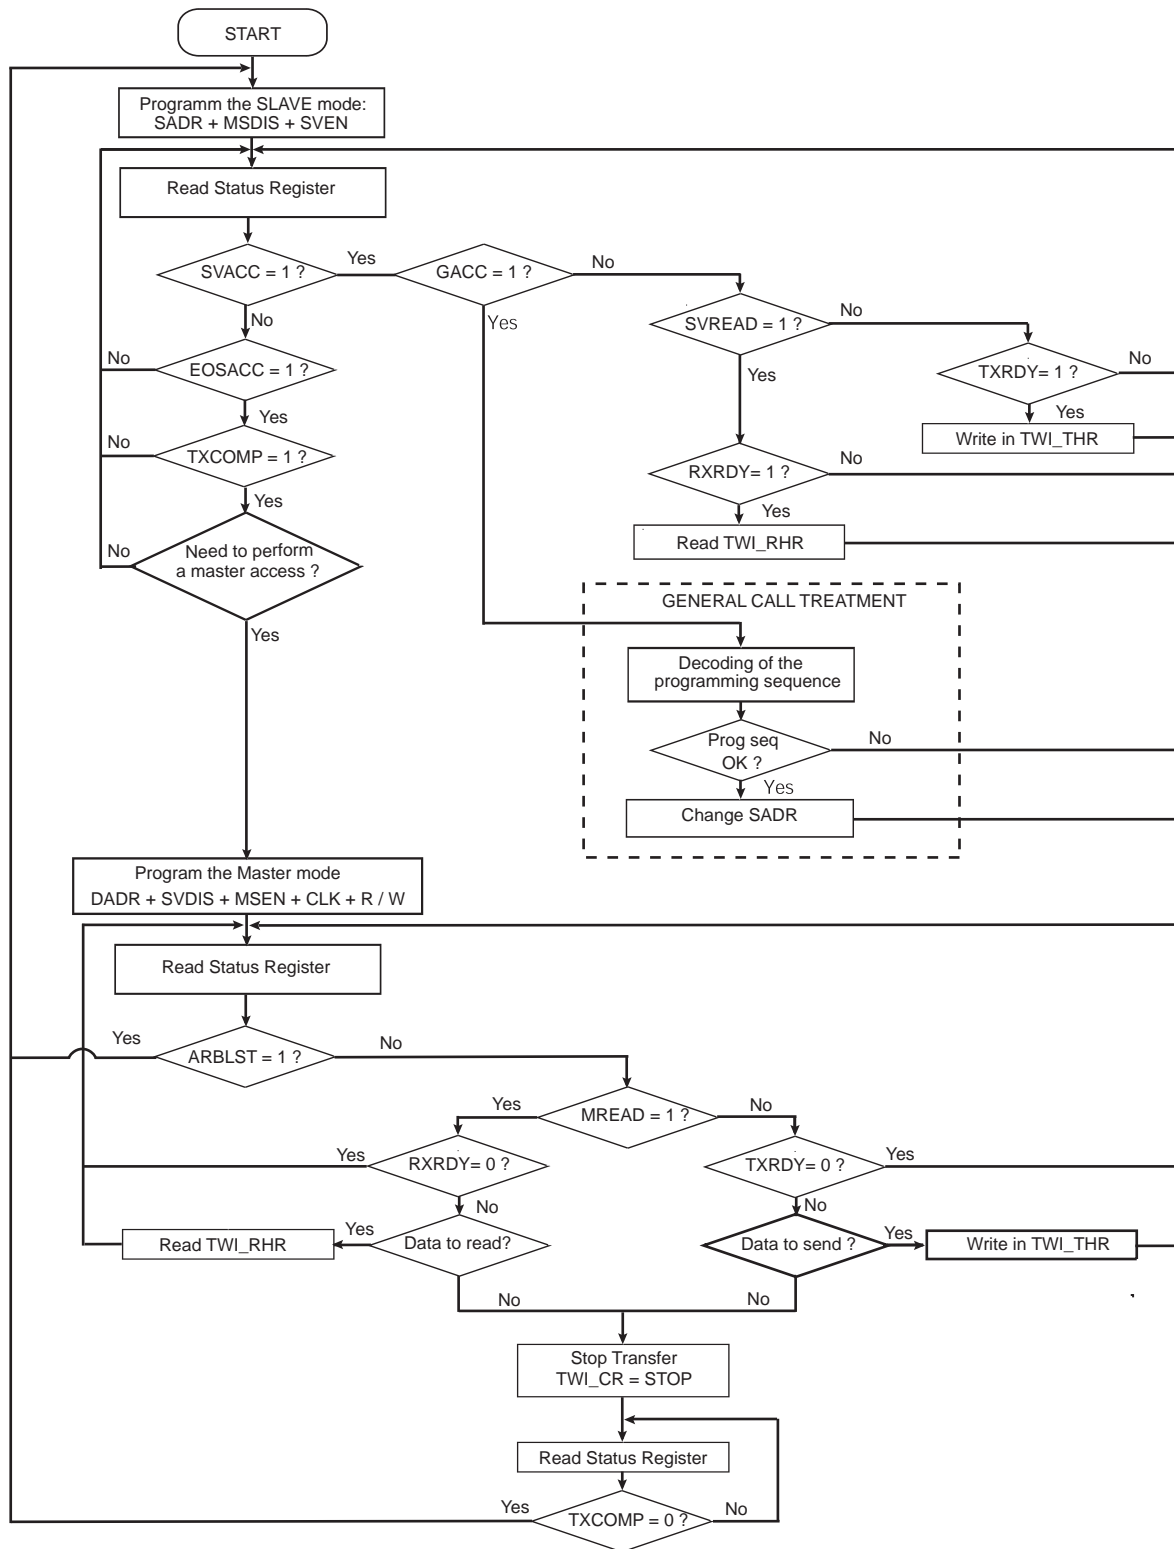 START
Programm the SLAVE mode:
SADR + MSDIS + SVEN
Read Status Register
SVACC = 1 ?
Yes
GACC = 1 ?
No
No
Yes
SVREAD = 1 ?
No
Yes
EOSACC = 1 ?
No
Yes
TXRDY= 1 ?
No
Yes
Write in TWI_THR
TXCOMP = 1 ?
No
Yes
RXRDY= 1 ?
No
Yes
Read TWI_RHR
Need to perform
a master access ?
No
Yes
GENERAL CALL TREATMENT
Decoding of the
programming sequence
Prog seq
OK ?
No
Yes
Change SADR
Program the Master mode
DADR + SVDIS + MSEN + CLK + R / W
Read Status Register
Yes
ARBLST = 1 ?
No
Yes
MREAD = 1 ?
No
Yes
RXRDY= 0 ?
No
TXRDY= 0 ?
Yes
No
Read TWI_RHR
Yes
Data to read?
Data to send ?
Yes
Write in TWI_THR
No
No
Stop Transfer
TWI_CR = STOP
Read Status Register
Yes
TXCOMP = 0 ?
No